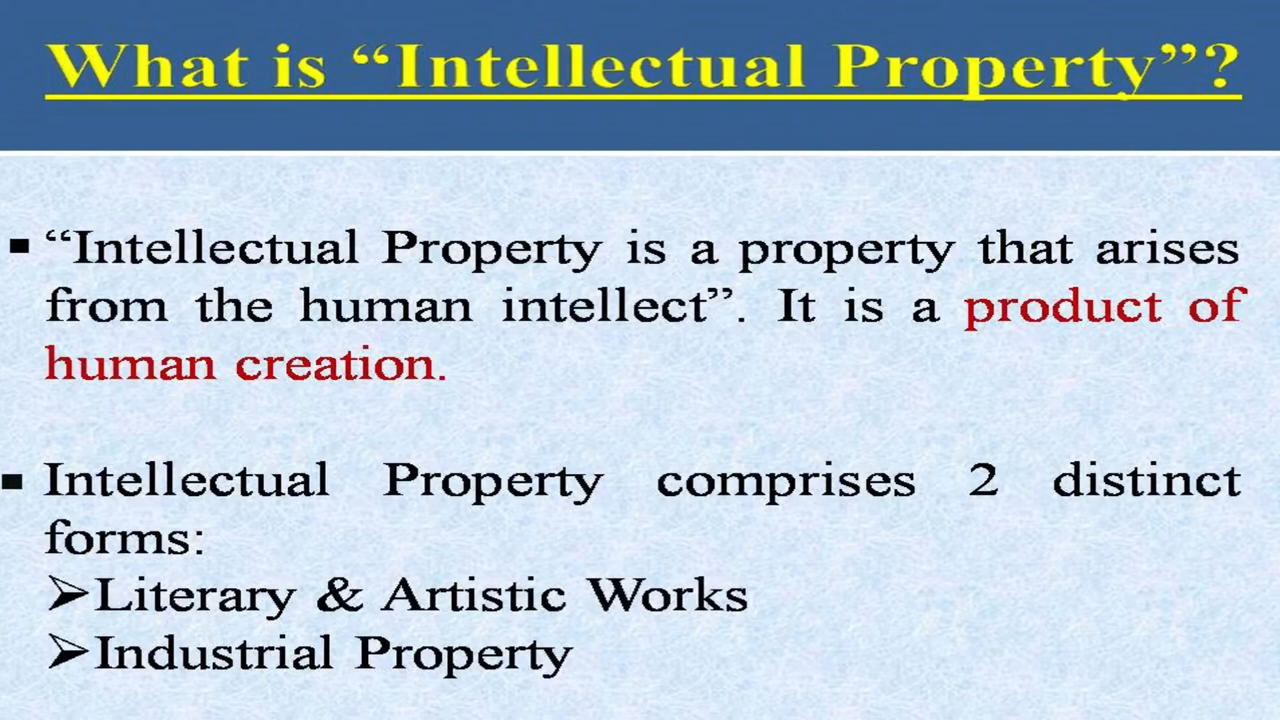 What is “Intellectual Property”?
▪ “Intellectual Property is a property that arises
from the human intellect”. It is a product of
human creation.
▪ Intellectual Property comprises 2 distinct
forms:
➢Literary & Artistic Works
➢Industrial Property